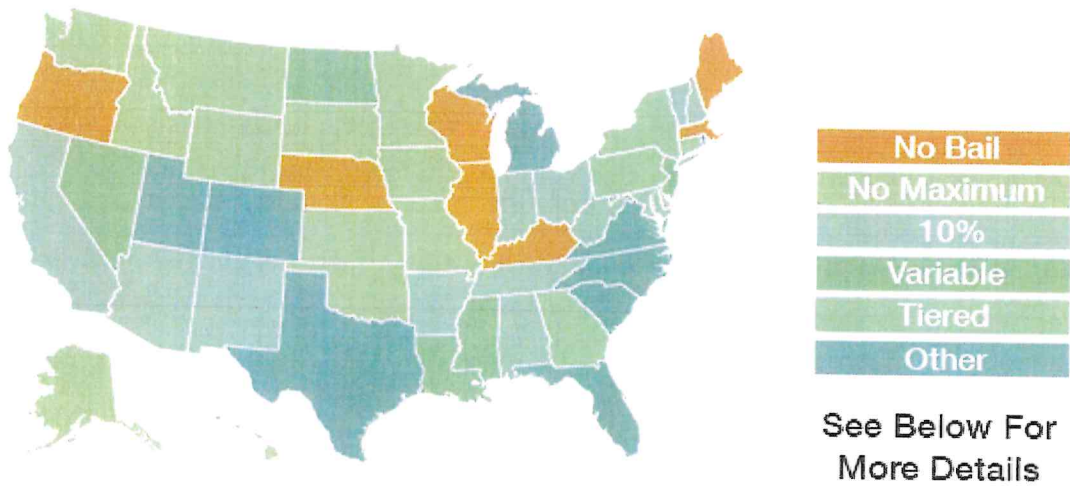 No Bail
No Maximum
10%
Variable
Tiered
Other
See Below For
More Details